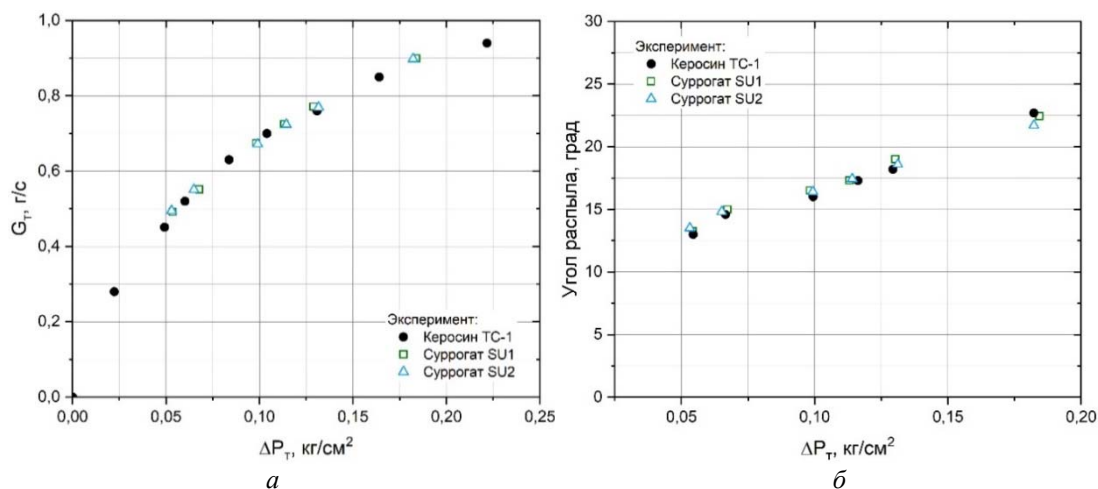 1,0
0,8
0,6
0,4
0,2
0,0
G_т, г/с
Эксперимент:
Керосин ТС-1
Суррогат SU1
Суррогат SU2
0,00 0,05 0,10 0,15 0,20 0,25
ΔP_т, кг/см²
а
30
25
20
15
10
5
0
Угол распыла, град
Эксперимент:
Керосин ТС-1
Суррогат SU1
Суррогат SU2
0,05 0,10 0,15 0,20
ΔP_т, кг/см²
б